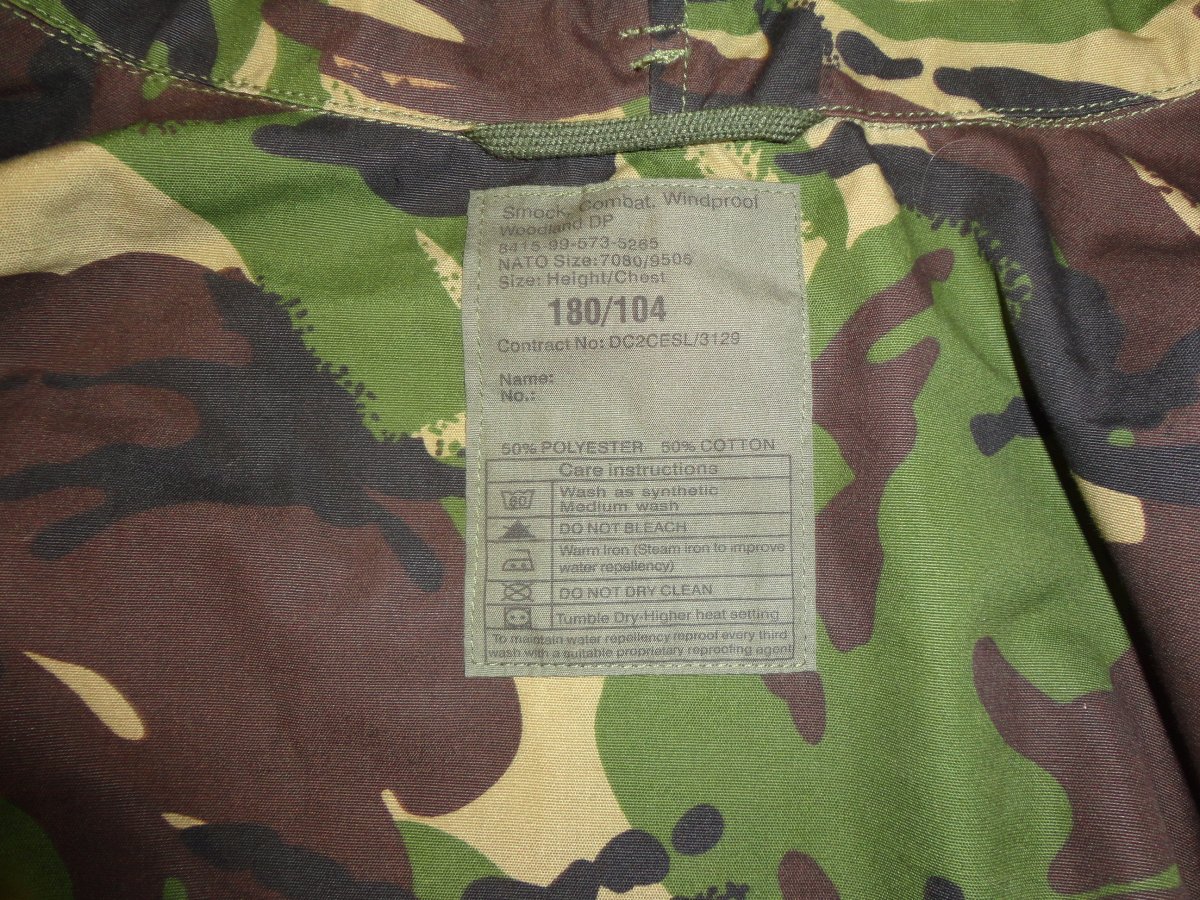 Smock, Combat, Windproof
Woodland DP
8415-99-573-5265
NATO Size:7080/9505
Size: Height/Chest
180/104
Contract No: DC2CESL/3129
Name:
No.:
50% POLYESTER 50% COTTON
Care instructions
60
Wash as synthetic
Medium wash
DO NOT BLEACH
Warm Iron (Steam iron to improve
water repellency)
DO NOT DRY CLEAN
Tumble Dry-Higher heat setting
To maintain water repellency reproof every third
wash with a suitable proprietary reproofing agent